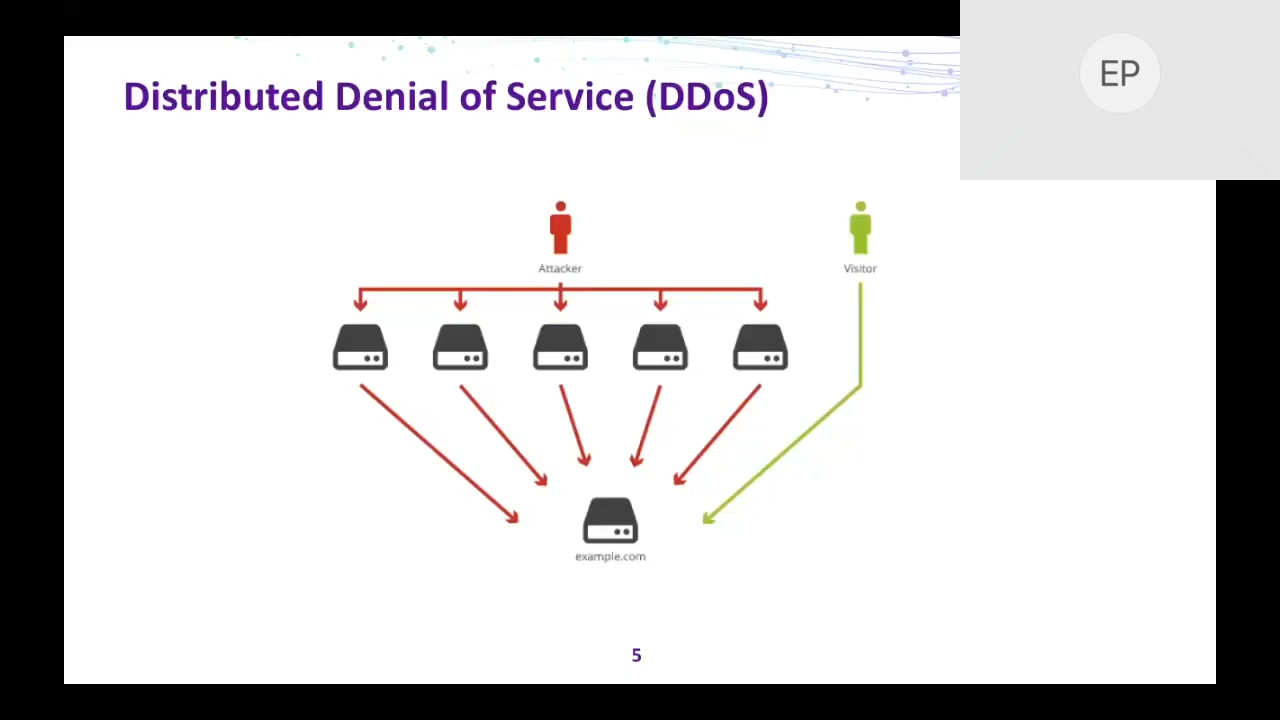 Distributed Denial of Service (DDoS)
EP
Attacker
Visitor
example.com
5